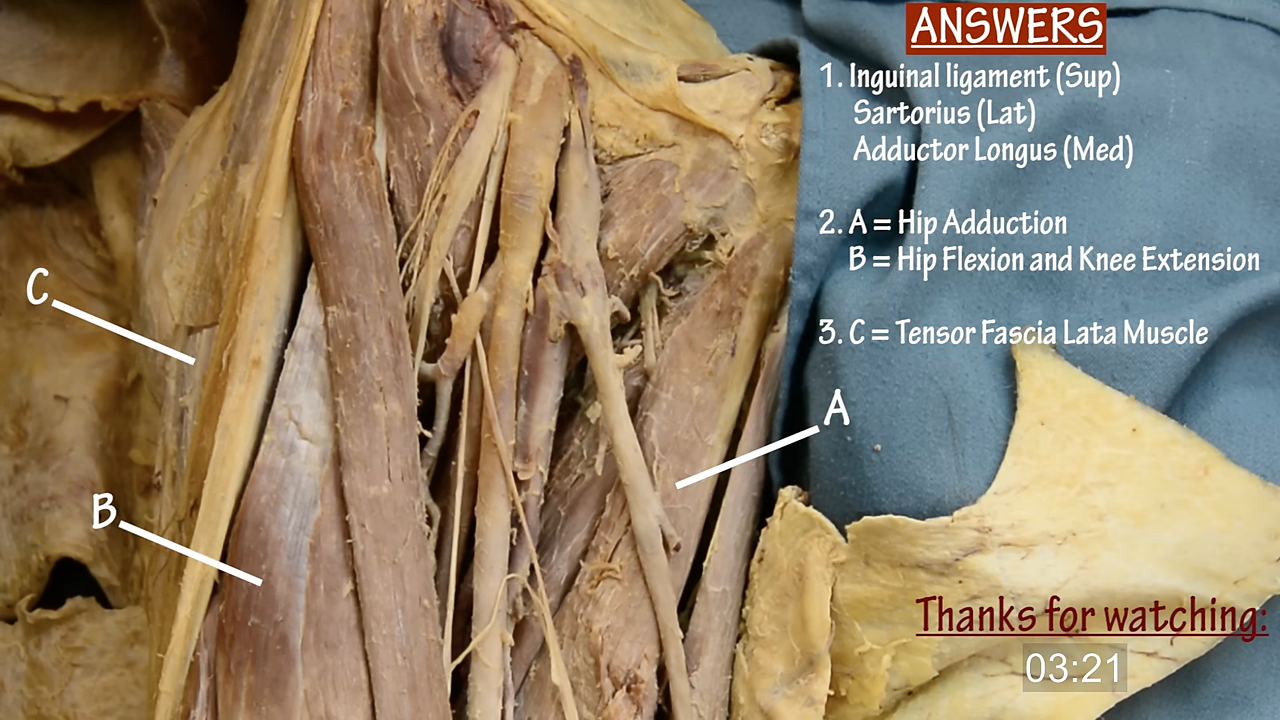 ANSWERS
1. Inguinal ligament (Sup)
Sartorius (Lat)
Adductor Longus (Med)
2. A = Hip Adduction
B = Hip Flexion and Knee Extension
3. C = Tensor Fascia Lata Muscle
C
A
B
Thanks for watching:
03:21